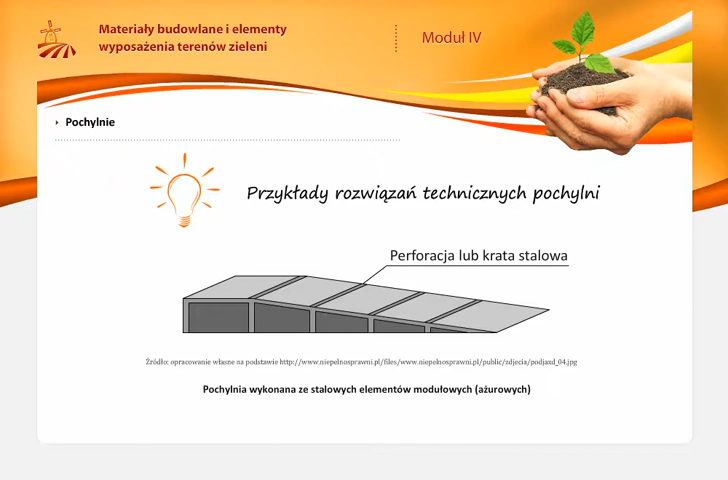 Materiały budowlane i elementy
wyposażenia terenów zieleni
Moduł IV
Pochylnie
Przykłady rozwiązań technicznych pochylni
Perforacja lub krata stalowa
Źródło: opracowanie własne na podstawie http://www.niepelnosprawni.pl/files/www.niepelnosprawni.pl/public/zdjecia/podjazd_04.jpg
Pochylnia wykonana ze stalowych elementów modułowych (ażurowych)